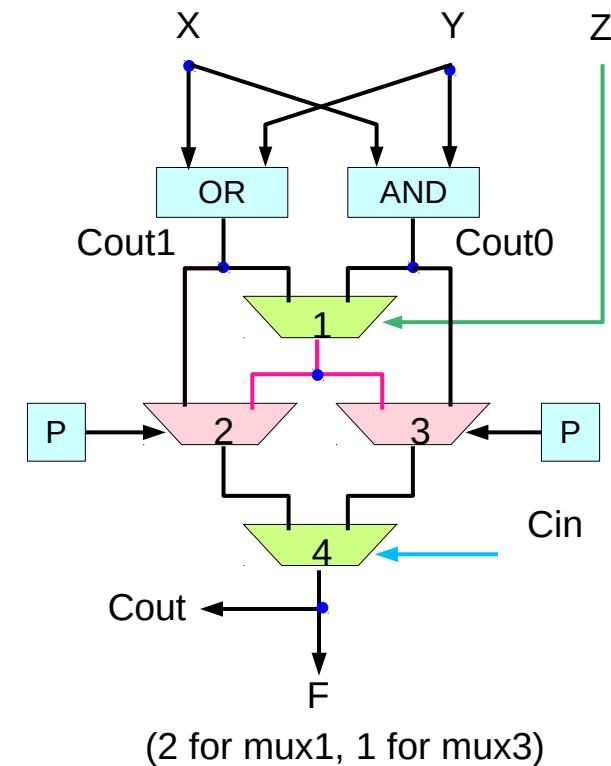 X Y Z
OR AND
Cout1 Cout0
1
P 2 3 P
Cin
4
Cout
F
(2 for mux1, 1 for mux3)